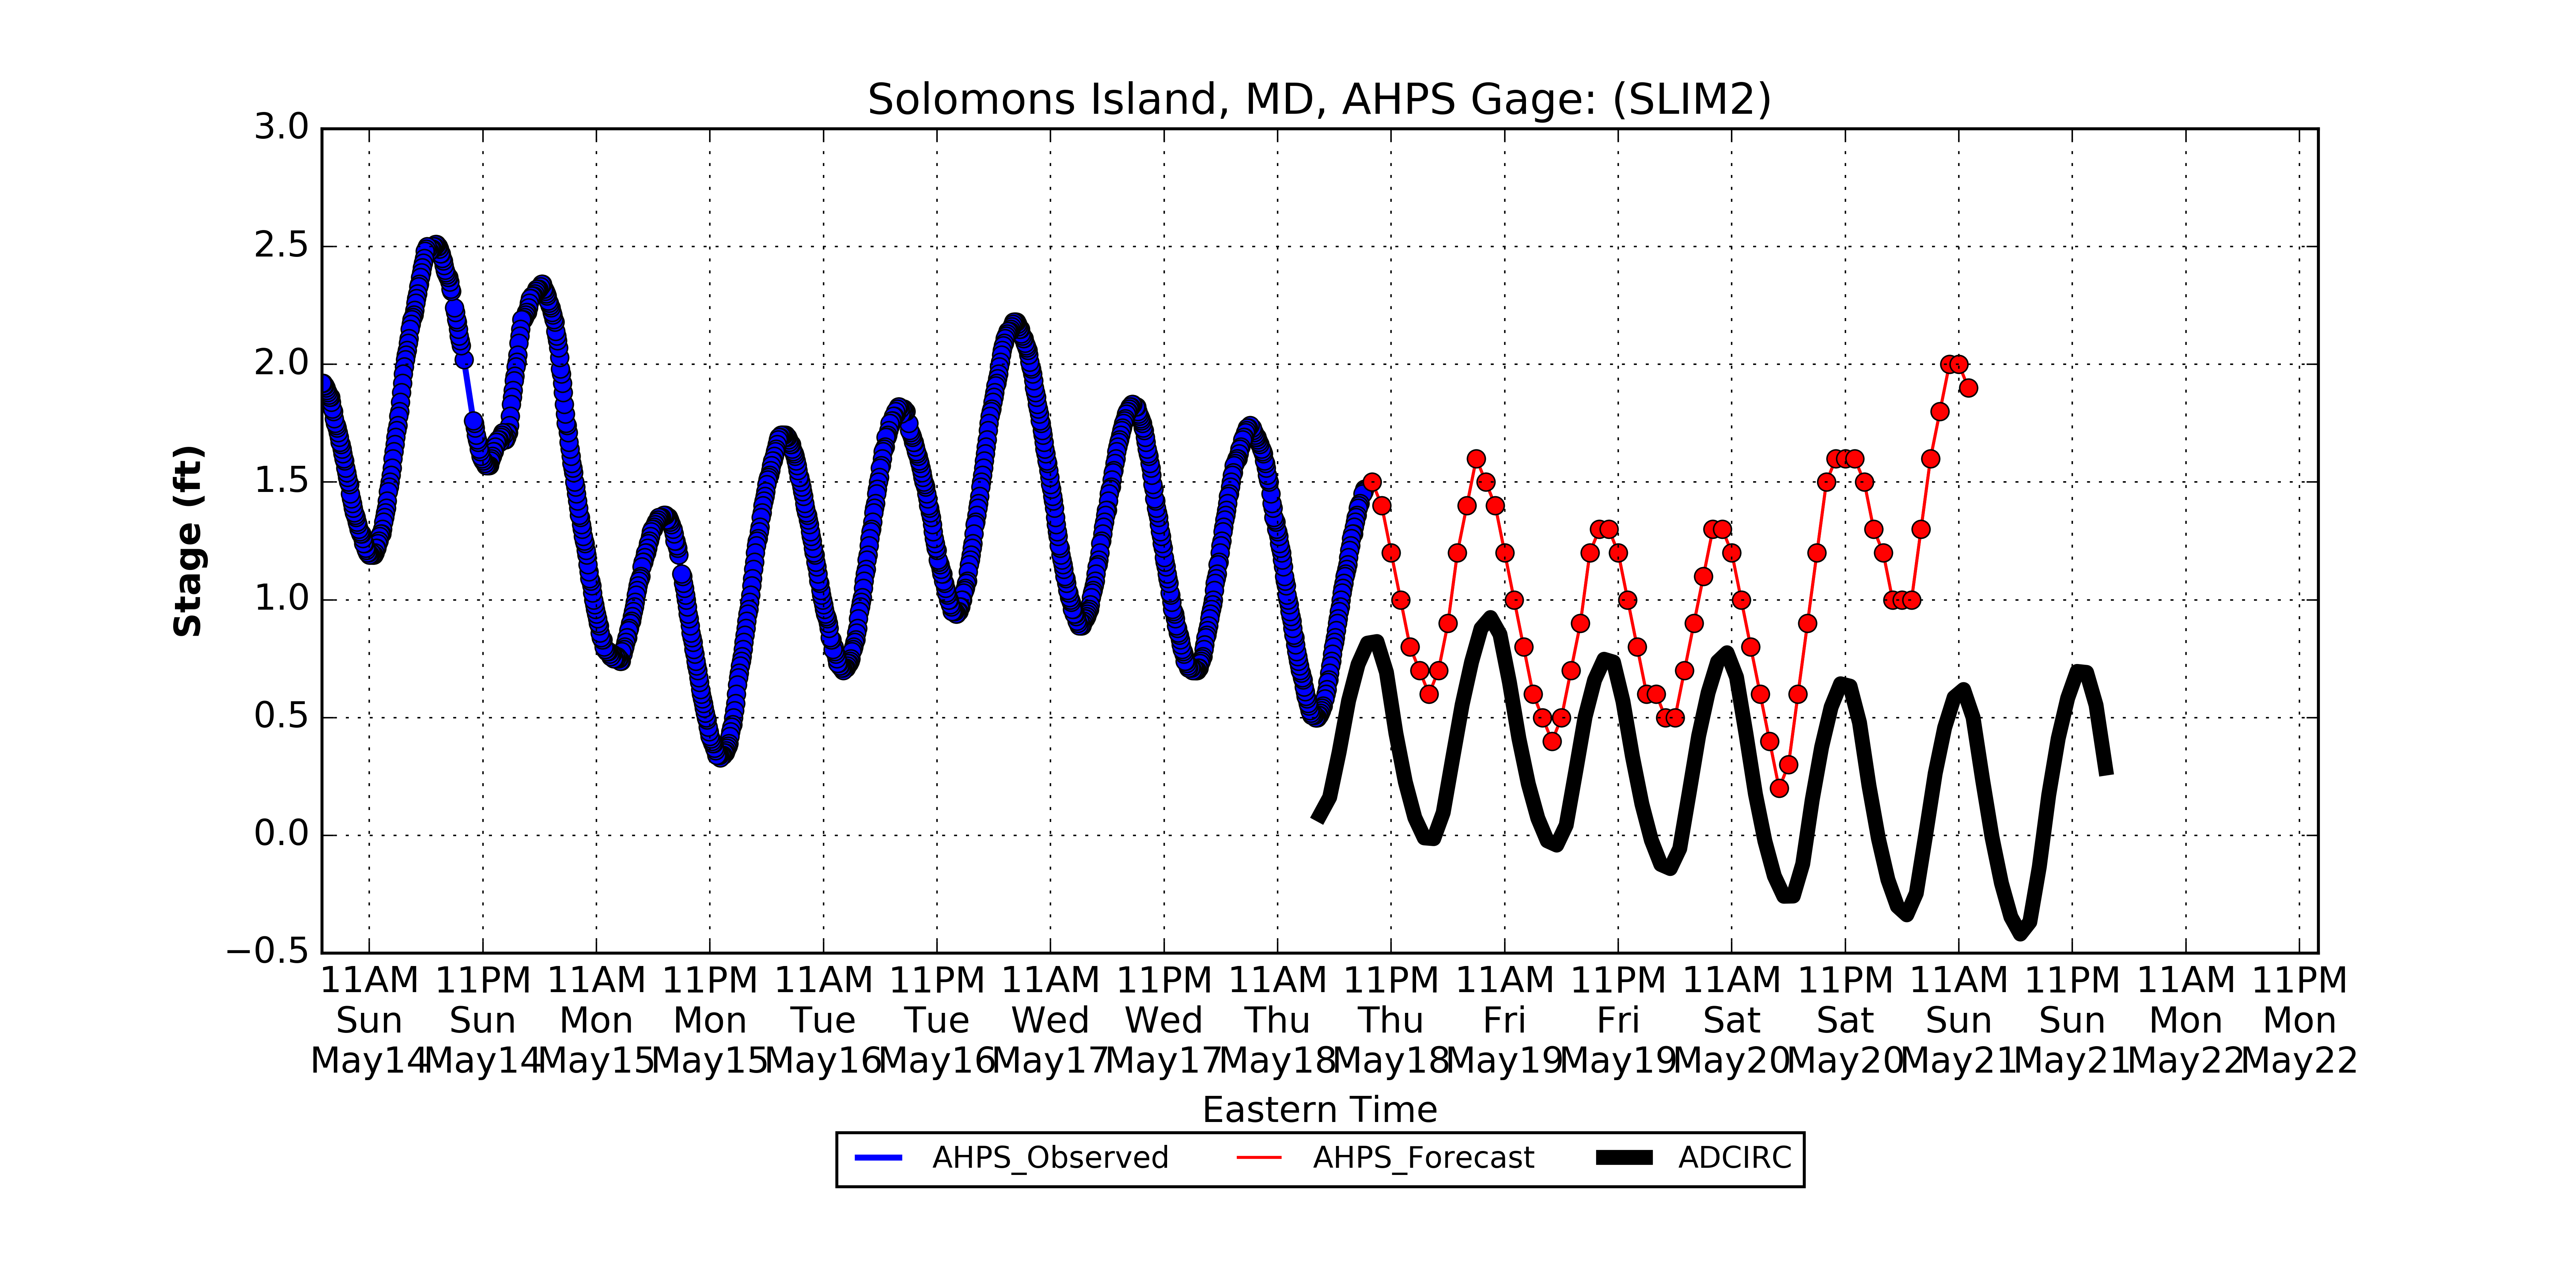 Solomons Island, MD, AHPS Gage: (SLIM2)
3.0
2.5
2.0
1.5
1.0
0.5
0.0
−0.5
Stage (ft)
11AM 11PM 11AM 11PM 11AM 11PM 11AM 11PM 11AM 11PM 11AM 11PM 11AM 11PM 11AM 11PM 11AM 11PM
Sun Sun Mon Mon Tue Tue Wed Wed Thu Thu Fri Fri Sat Sat Sun Sun Mon Mon
May14 May14 May15 May15 May16 May16 May17 May17 May18 May18 May19 May19 May20 May20 May21 May21 May22 May22
Eastern Time
AHPS_Observed AHPS_Forecast ADCIRC